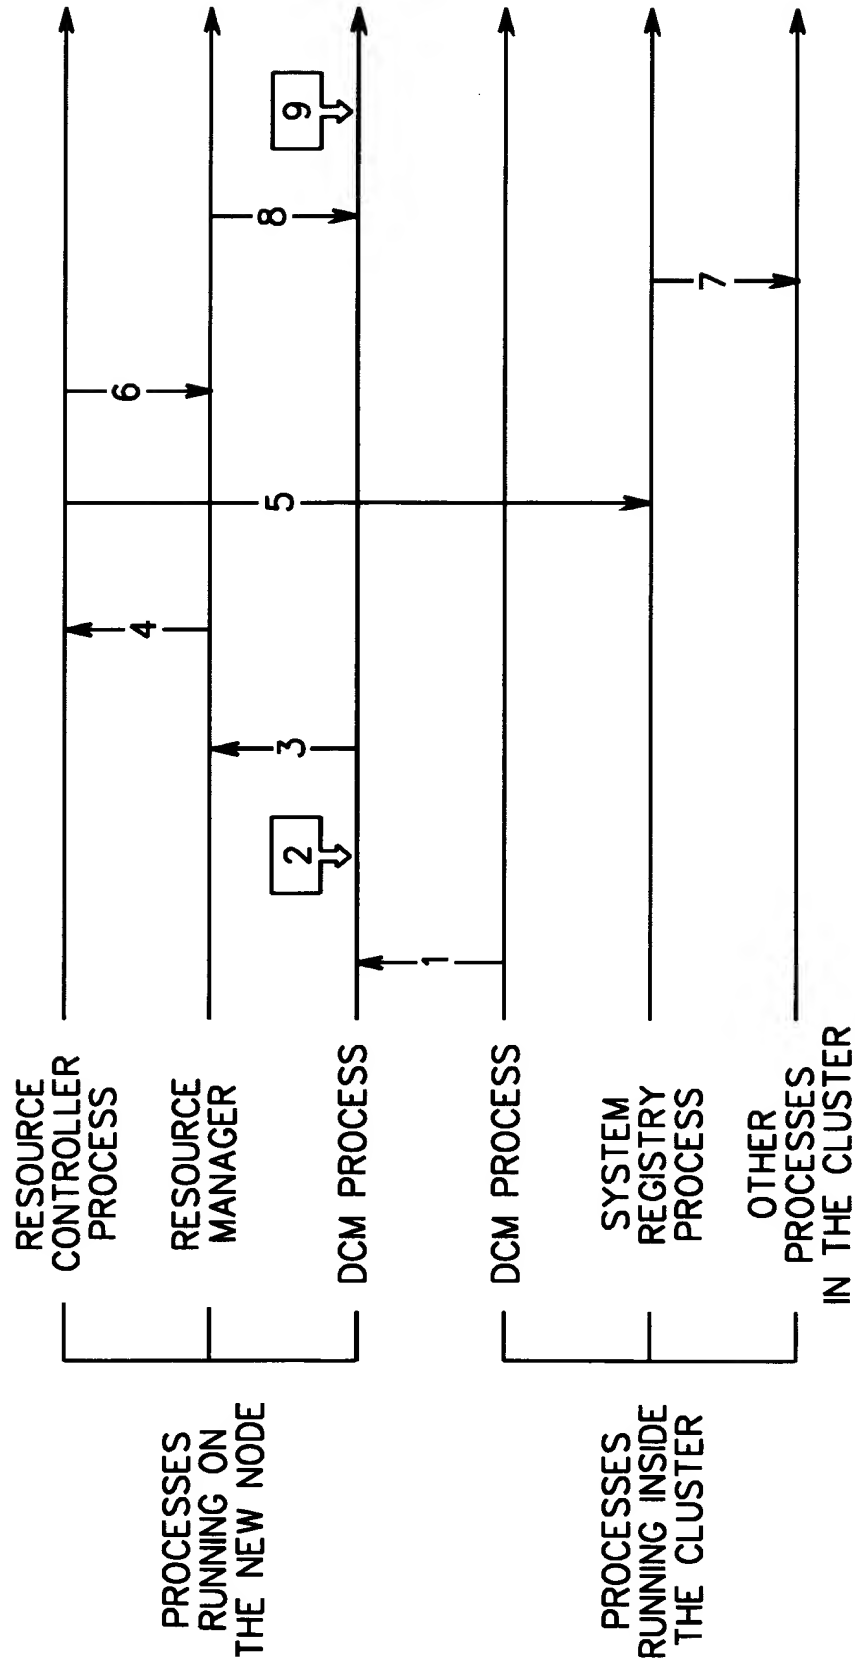 PROCESSES
RUNNING ON
THE NEW NODE
RESOURCE
CONTROLLER
PROCESS
RESOURCE
MANAGER
DCM PROCESS
PROCESSES
RUNNING INSIDE
THE CLUSTER
DCM PROCESS
SYSTEM
REGISTRY
PROCESS
OTHER
PROCESSES
IN THE CLUSTER
1
2
3
4
5
6
7
8
9